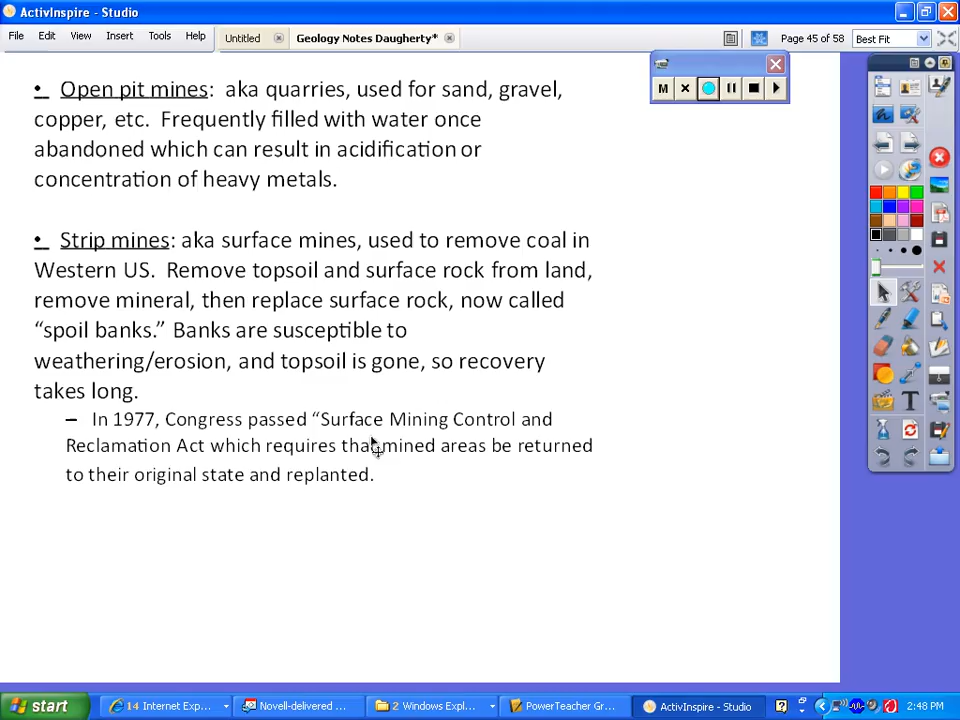 ActivInspire - Studio
File Edit View Insert Tools Help Untitled Geology Notes Daugherty* Page 45 of 58 Best Fit
M
• Open pit mines: aka quarries, used for sand, gravel,
copper, etc. Frequently filled with water once
abandoned which can result in acidification or
concentration of heavy metals.
• Strip mines: aka surface mines, used to remove coal in
Western US. Remove topsoil and surface rock from land,
remove mineral, then replace surface rock, now called
“spoil banks.” Banks are susceptible to
weathering/erosion, and topsoil is gone, so recovery
takes long.
– In 1977, Congress passed “Surface Mining Control and
Reclamation Act which requires that mined areas be returned
to their original state and replanted.
start 14 Internet Exp... Novell-delivered ... 2 Windows Expl... PowerTeacher Gr... ActivInspire - Studio 2:48 PM